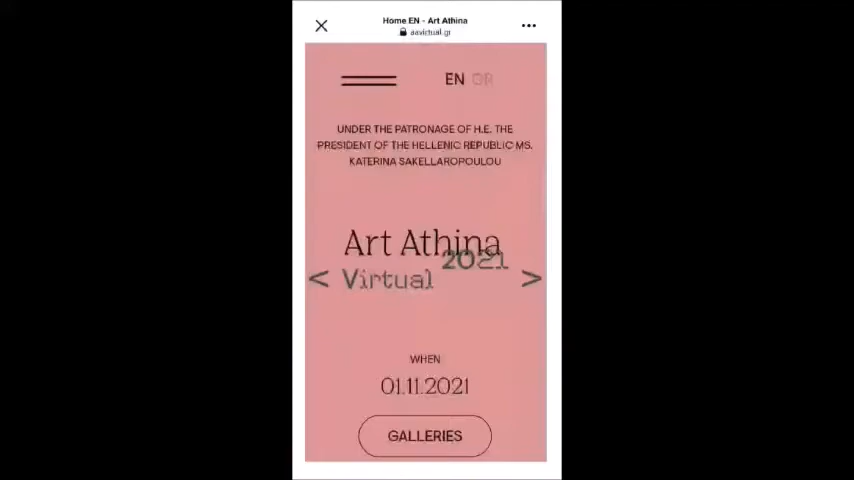 Home EN - Art Athina
aavirtual.gr
EN GR
UNDER THE PATRONAGE OF H.E. THE
PRESIDENT OF THE HELLENIC REPUBLIC MS.
KATERINA SAKELLAROPOULOU
Art Athina
2021
< Virtual >
WHEN
01.11.2021
GALLERIES